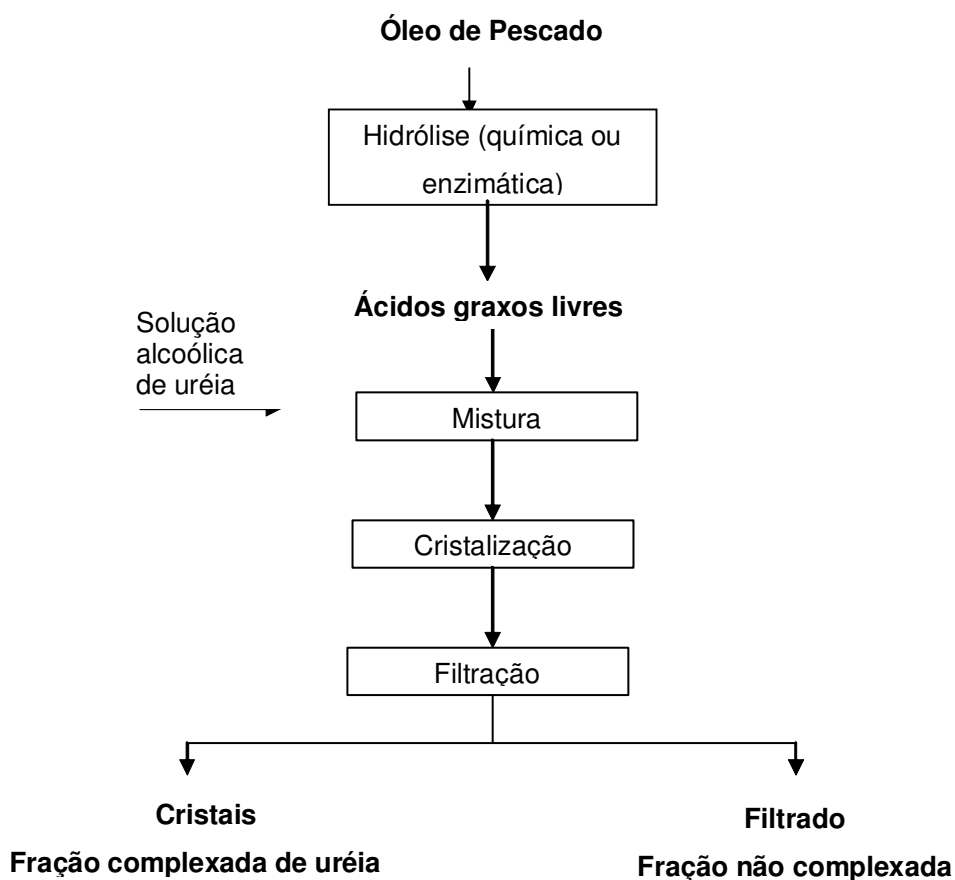 Óleo de Pescado
Hidrólise (química ou
enzimática)
Ácidos graxos livres
Solução
alcoólica
de uréia
Mistura
Cristalização
Filtração
Cristais
Fração complexada de uréia
Filtrado
Fração não complexada